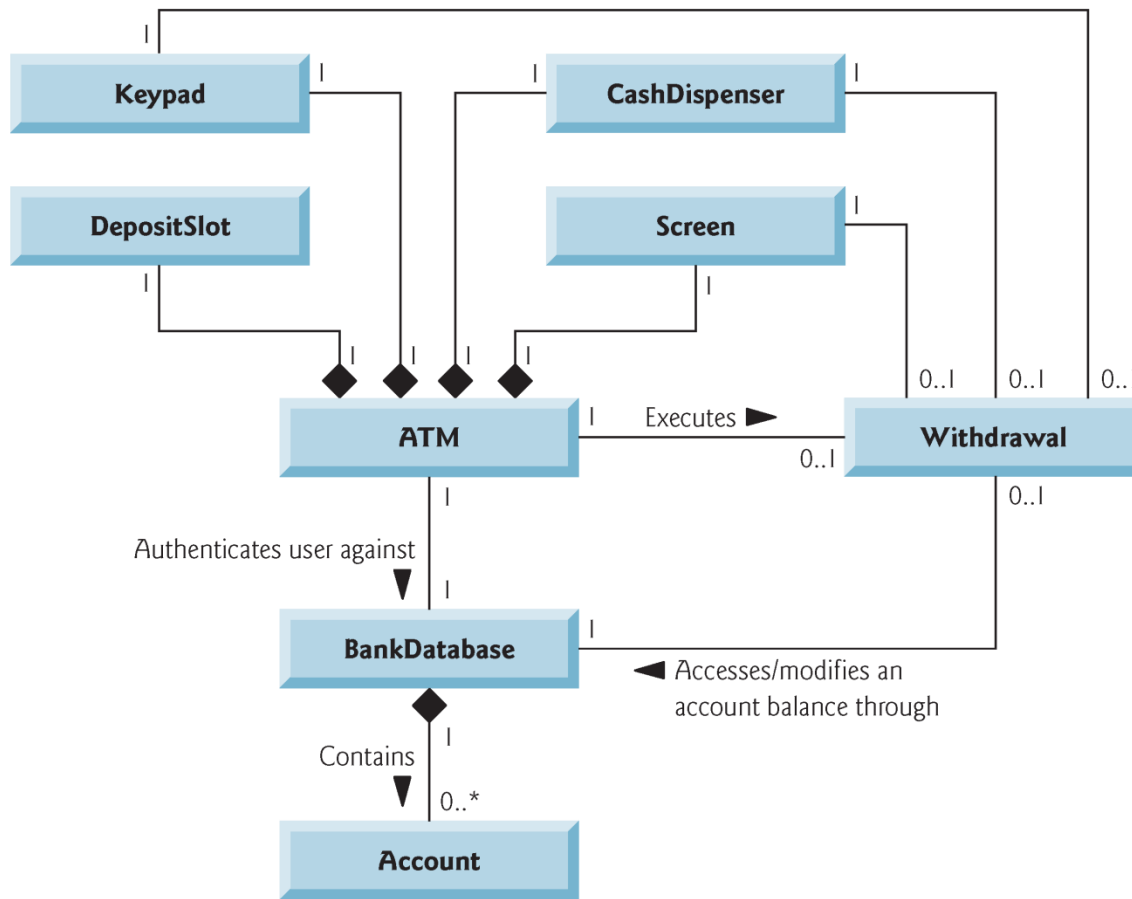 1
Keypad
1
1
CashDispenser
1
DepositSlot
Screen
1
1
1
1
1
1
1
0..1
0..1
0..1
ATM
1
Executes
0..1
Withdrawal
1
0..1
Authenticates user against
1
BankDatabase
1
Accesses/modifies an
account balance through
1
Contains
0..*
Account